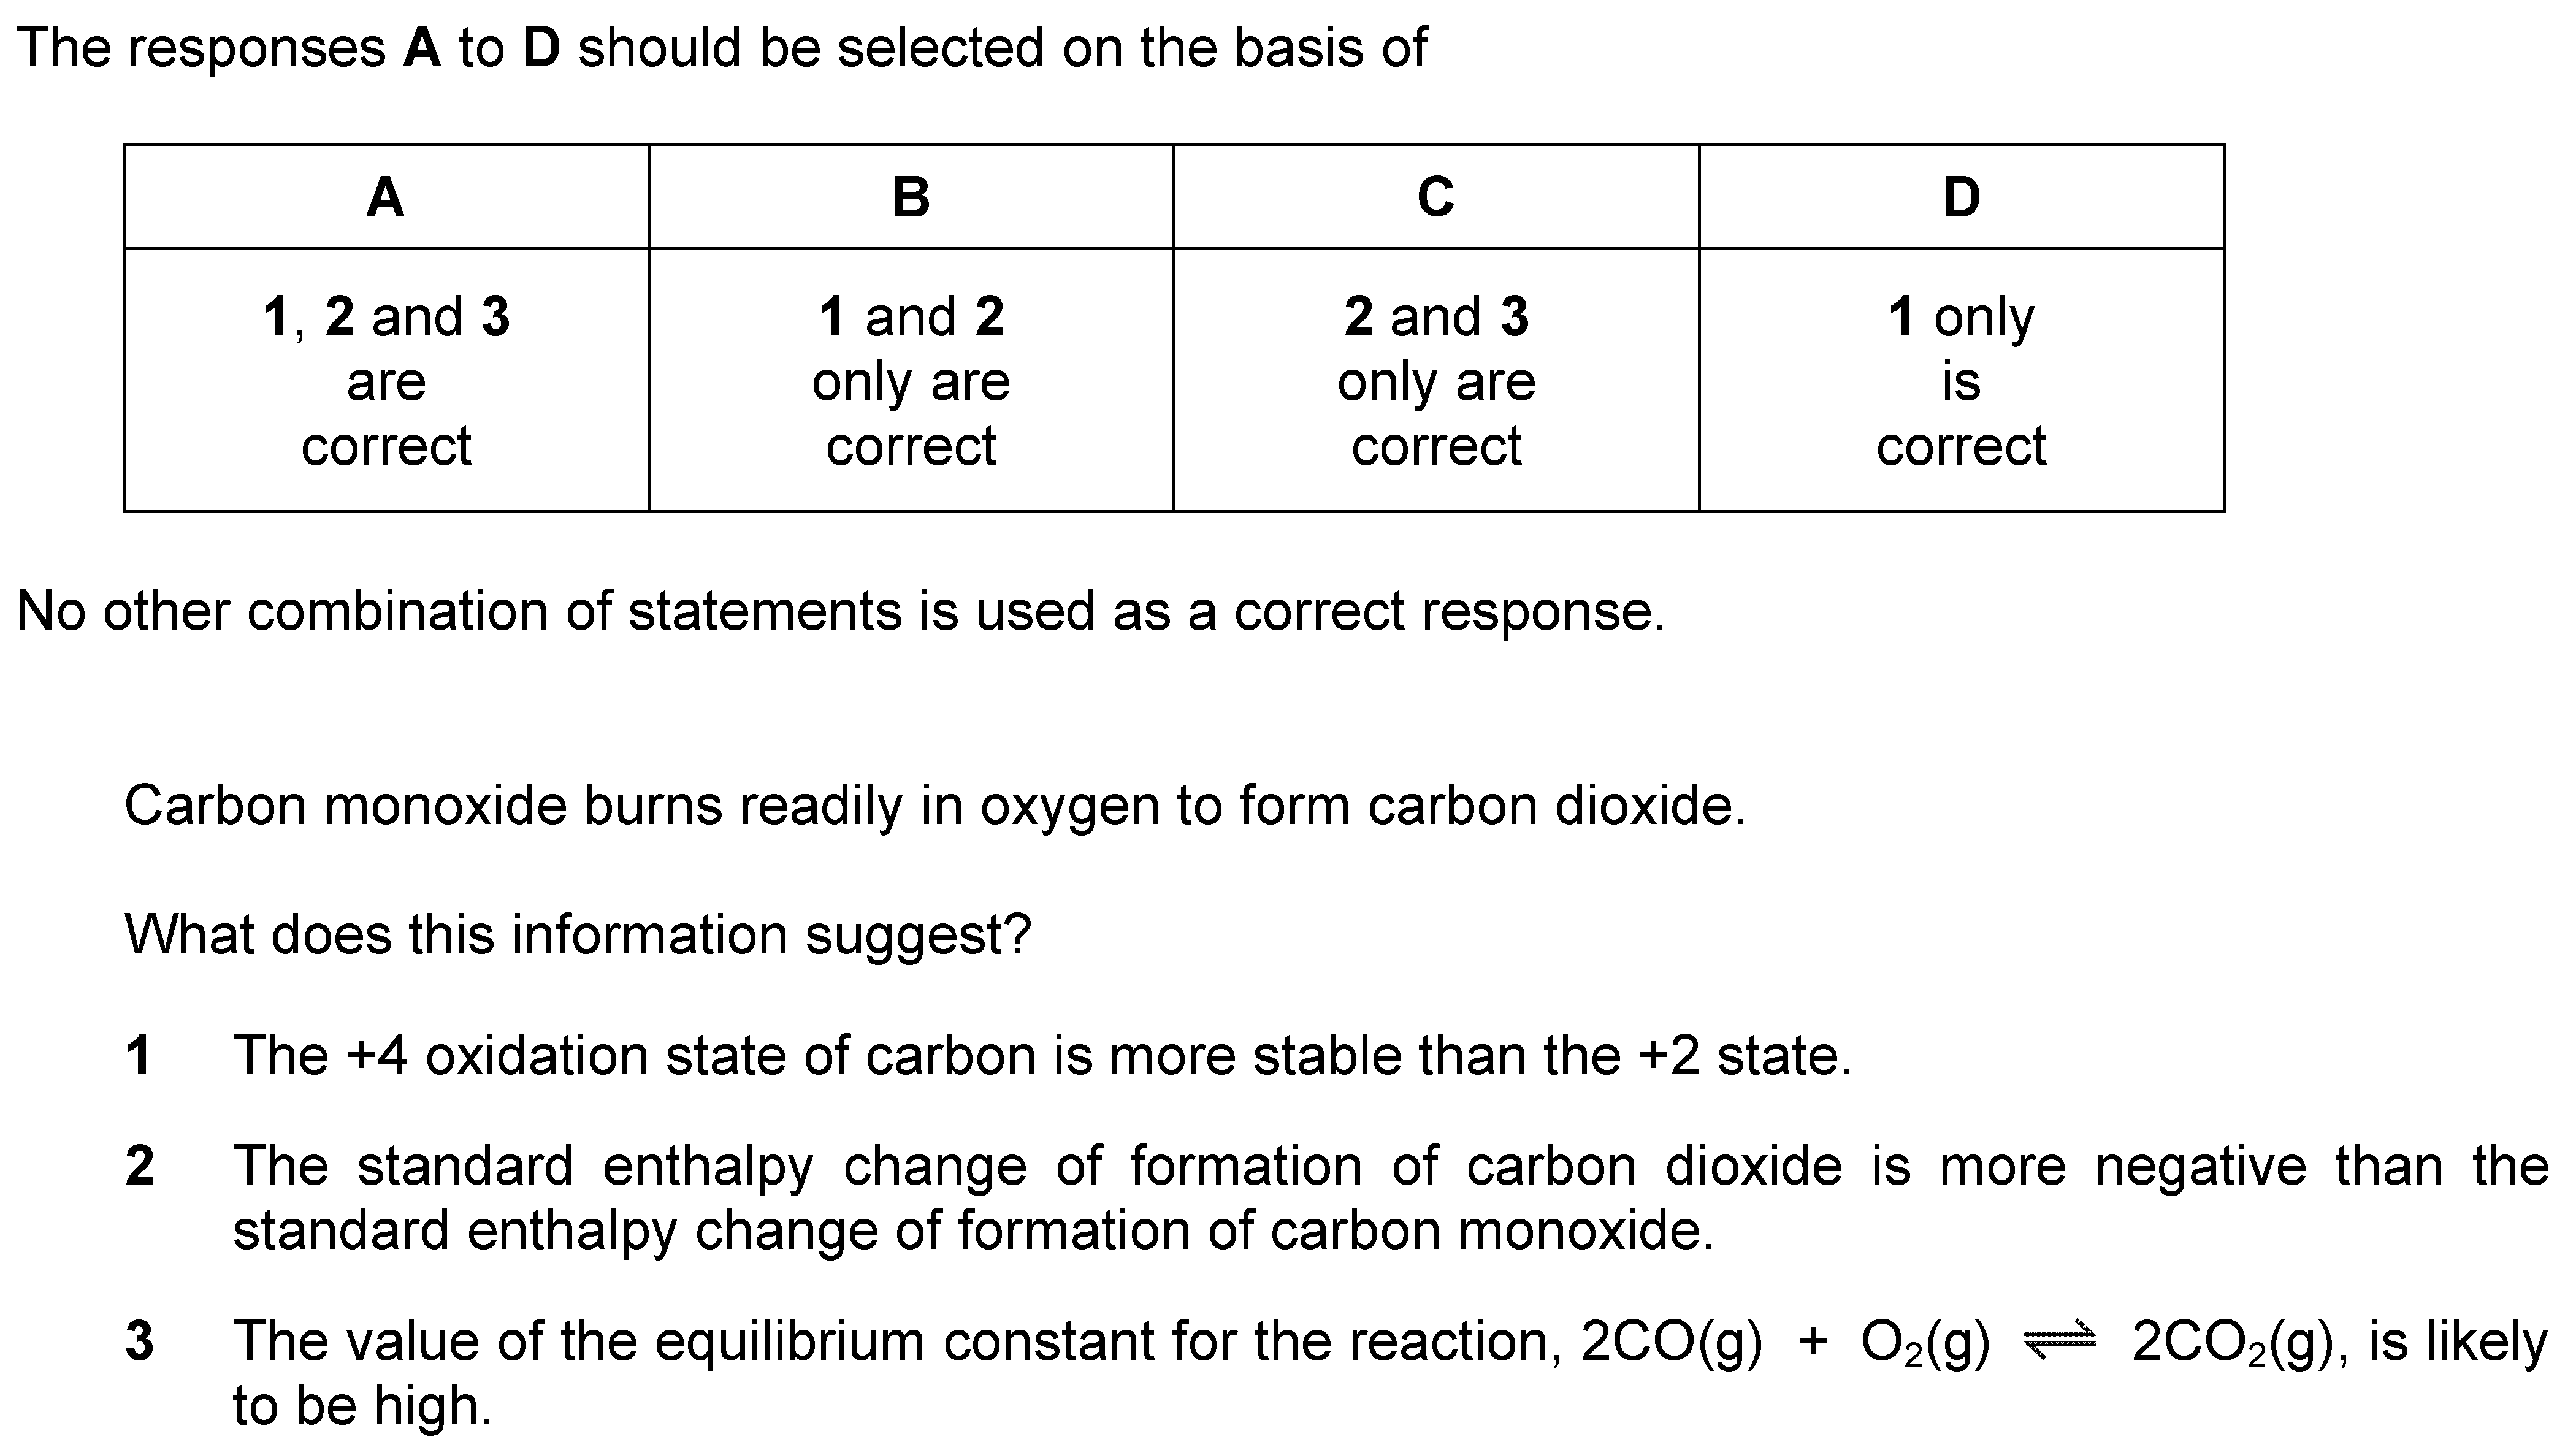 The responses A to D should be selected on the basis of
A B C D
1, 2 and 3 1 and 2 2 and 3 1 only
are only are only are is
correct correct correct correct
No other combination of statements is used as a correct response.
Carbon monoxide burns readily in oxygen to form carbon dioxide.
What does this information suggest?
1 The +4 oxidation state of carbon is more stable than the +2 state.
2 The standard enthalpy change of formation of carbon dioxide is more negative than the
standard enthalpy change of formation of carbon monoxide.
3 The value of the equilibrium constant for the reaction, 2CO(g) + O₂(g) ⇌ 2CO₂(g), is likely
to be high.